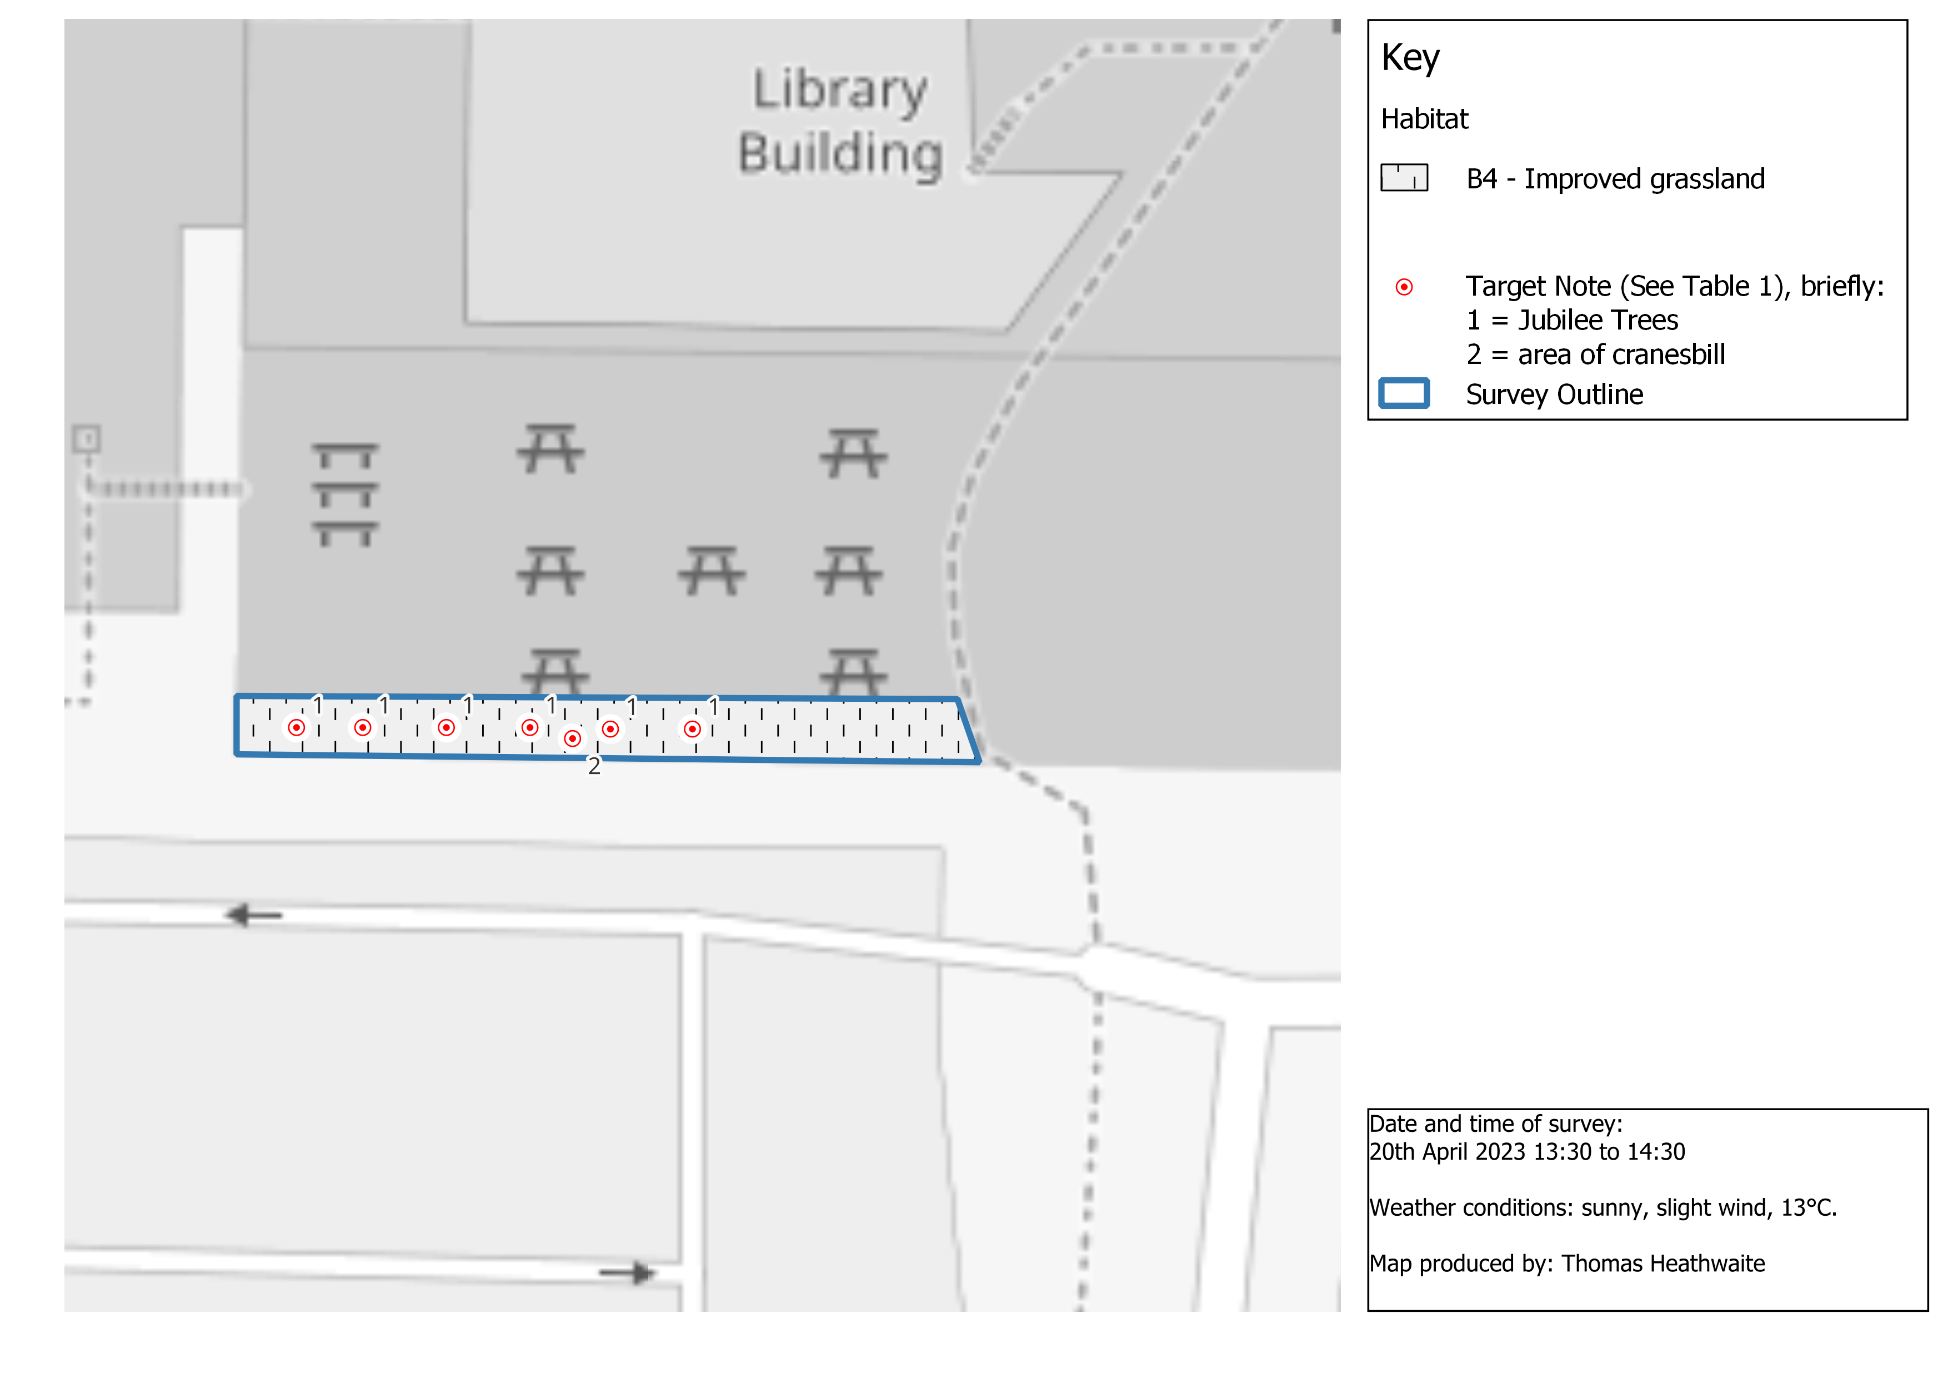 Library
Building
1 1 1 1 1 1
2
Key
Habitat
B4 - Improved grassland
Target Note (See Table 1), briefly:
1 = Jubilee Trees
2 = area of cranesbill
Survey Outline
Date and time of survey:
20th April 2023 13:30 to 14:30
Weather conditions: sunny, slight wind, 13°C.
Map produced by: Thomas Heathwaite